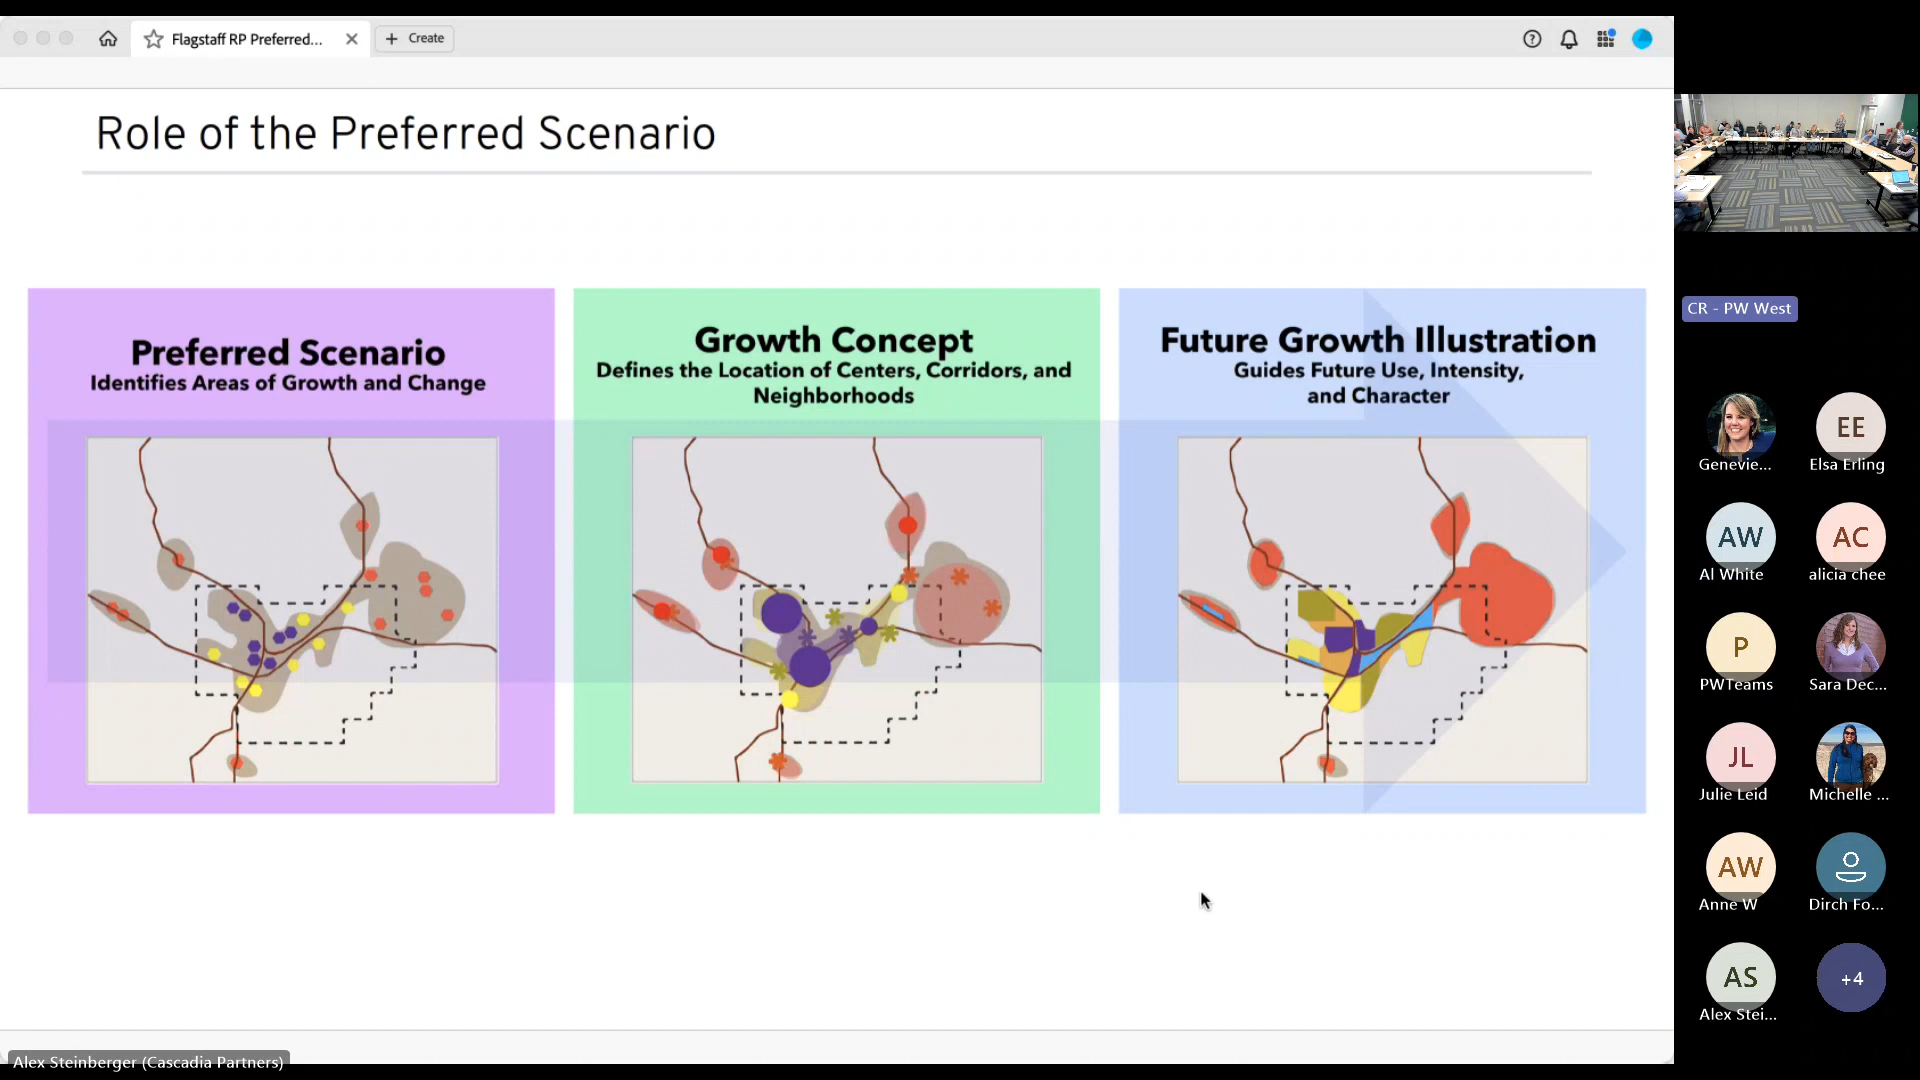 Flagstaff RP Preferred...
Create
Role of the Preferred Scenario
Preferred Scenario
Identifies Areas of Growth and Change
Growth Concept
Defines the Location of Centers, Corridors, and
Neighborhoods
Future Growth Illustration
Guides Future Use, Intensity,
and Character
CR - PW West
Genevie...
EE
Elsa Erling
AW
Al White
AC
alicia chee
P
PWTeams
Sara Dec...
JL
Julie Leid
Michelle ...
AW
Anne W
Dirch Fo...
AS
Alex Stei...
+4
Alex Steinberger (Cascadia Partners)